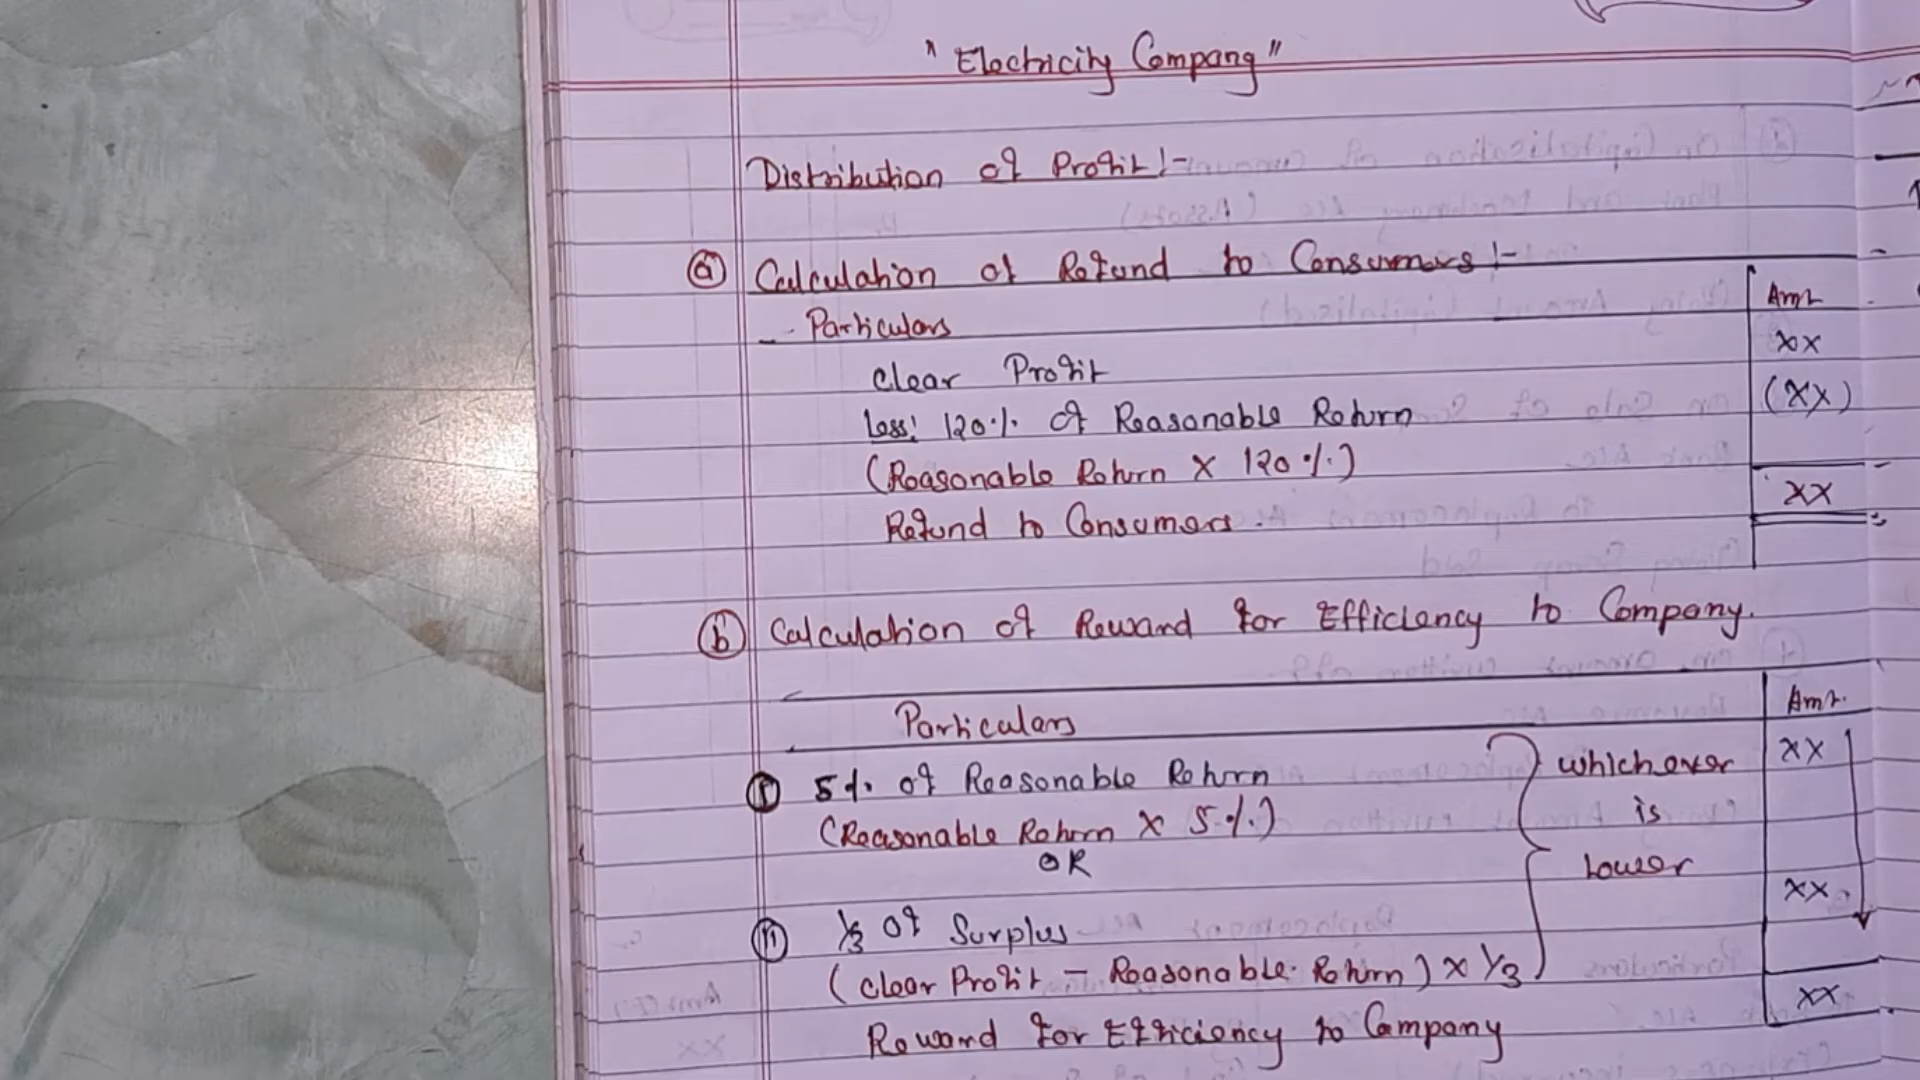 "Electricity Company"
Distribution of Profit:-
(a) Calculation of Refund to Consumers:-
Particulars Amt
Clear Profit xx
Less: 120% of Reasonable Return (xx)
(Reasonable Return X 120%)
Refund to Consumers. xx
(b) Calculation of Reward for Efficiency to Company.
Particulars Amt.
(I) 5% of Reasonable Return which ever xx
(Reasonable Return X 5%) is
OR Lower
xx
(II) 1/3 of Surplus
(Clear Profit - Reasonable Return) x 1/3
Reward for Efficiency to Company xx